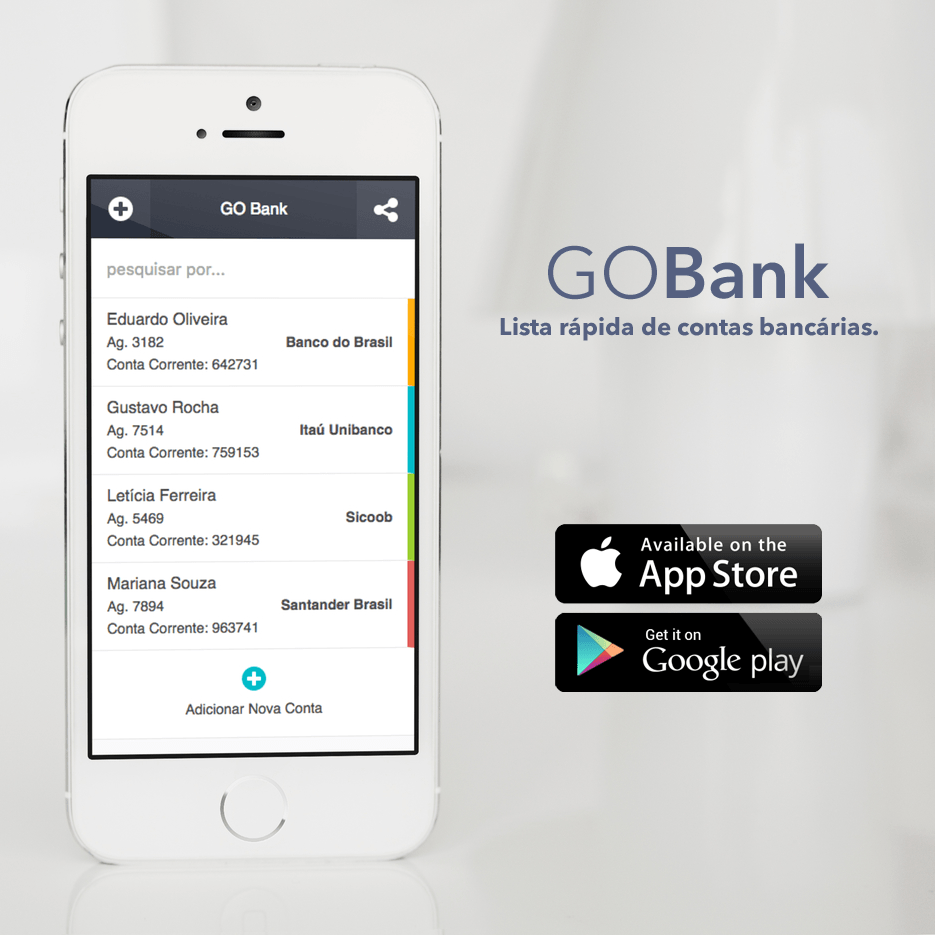 GO Bank
pesquisar por...
Eduardo Oliveira
Ag. 3182
Banco do Brasil
Conta Corrente: 642731
Gustavo Rocha
Ag. 7514
Itaú Unibanco
Conta Corrente: 759153
Letícia Ferreira
Ag. 5469
Sicoob
Conta Corrente: 321945
Mariana Souza
Ag. 7894
Santander Brasil
Conta Corrente: 963741
Adicionar Nova Conta
GOBank
Lista rápida de contas bancárias.
Available on the
App Store
Get it on
Google play